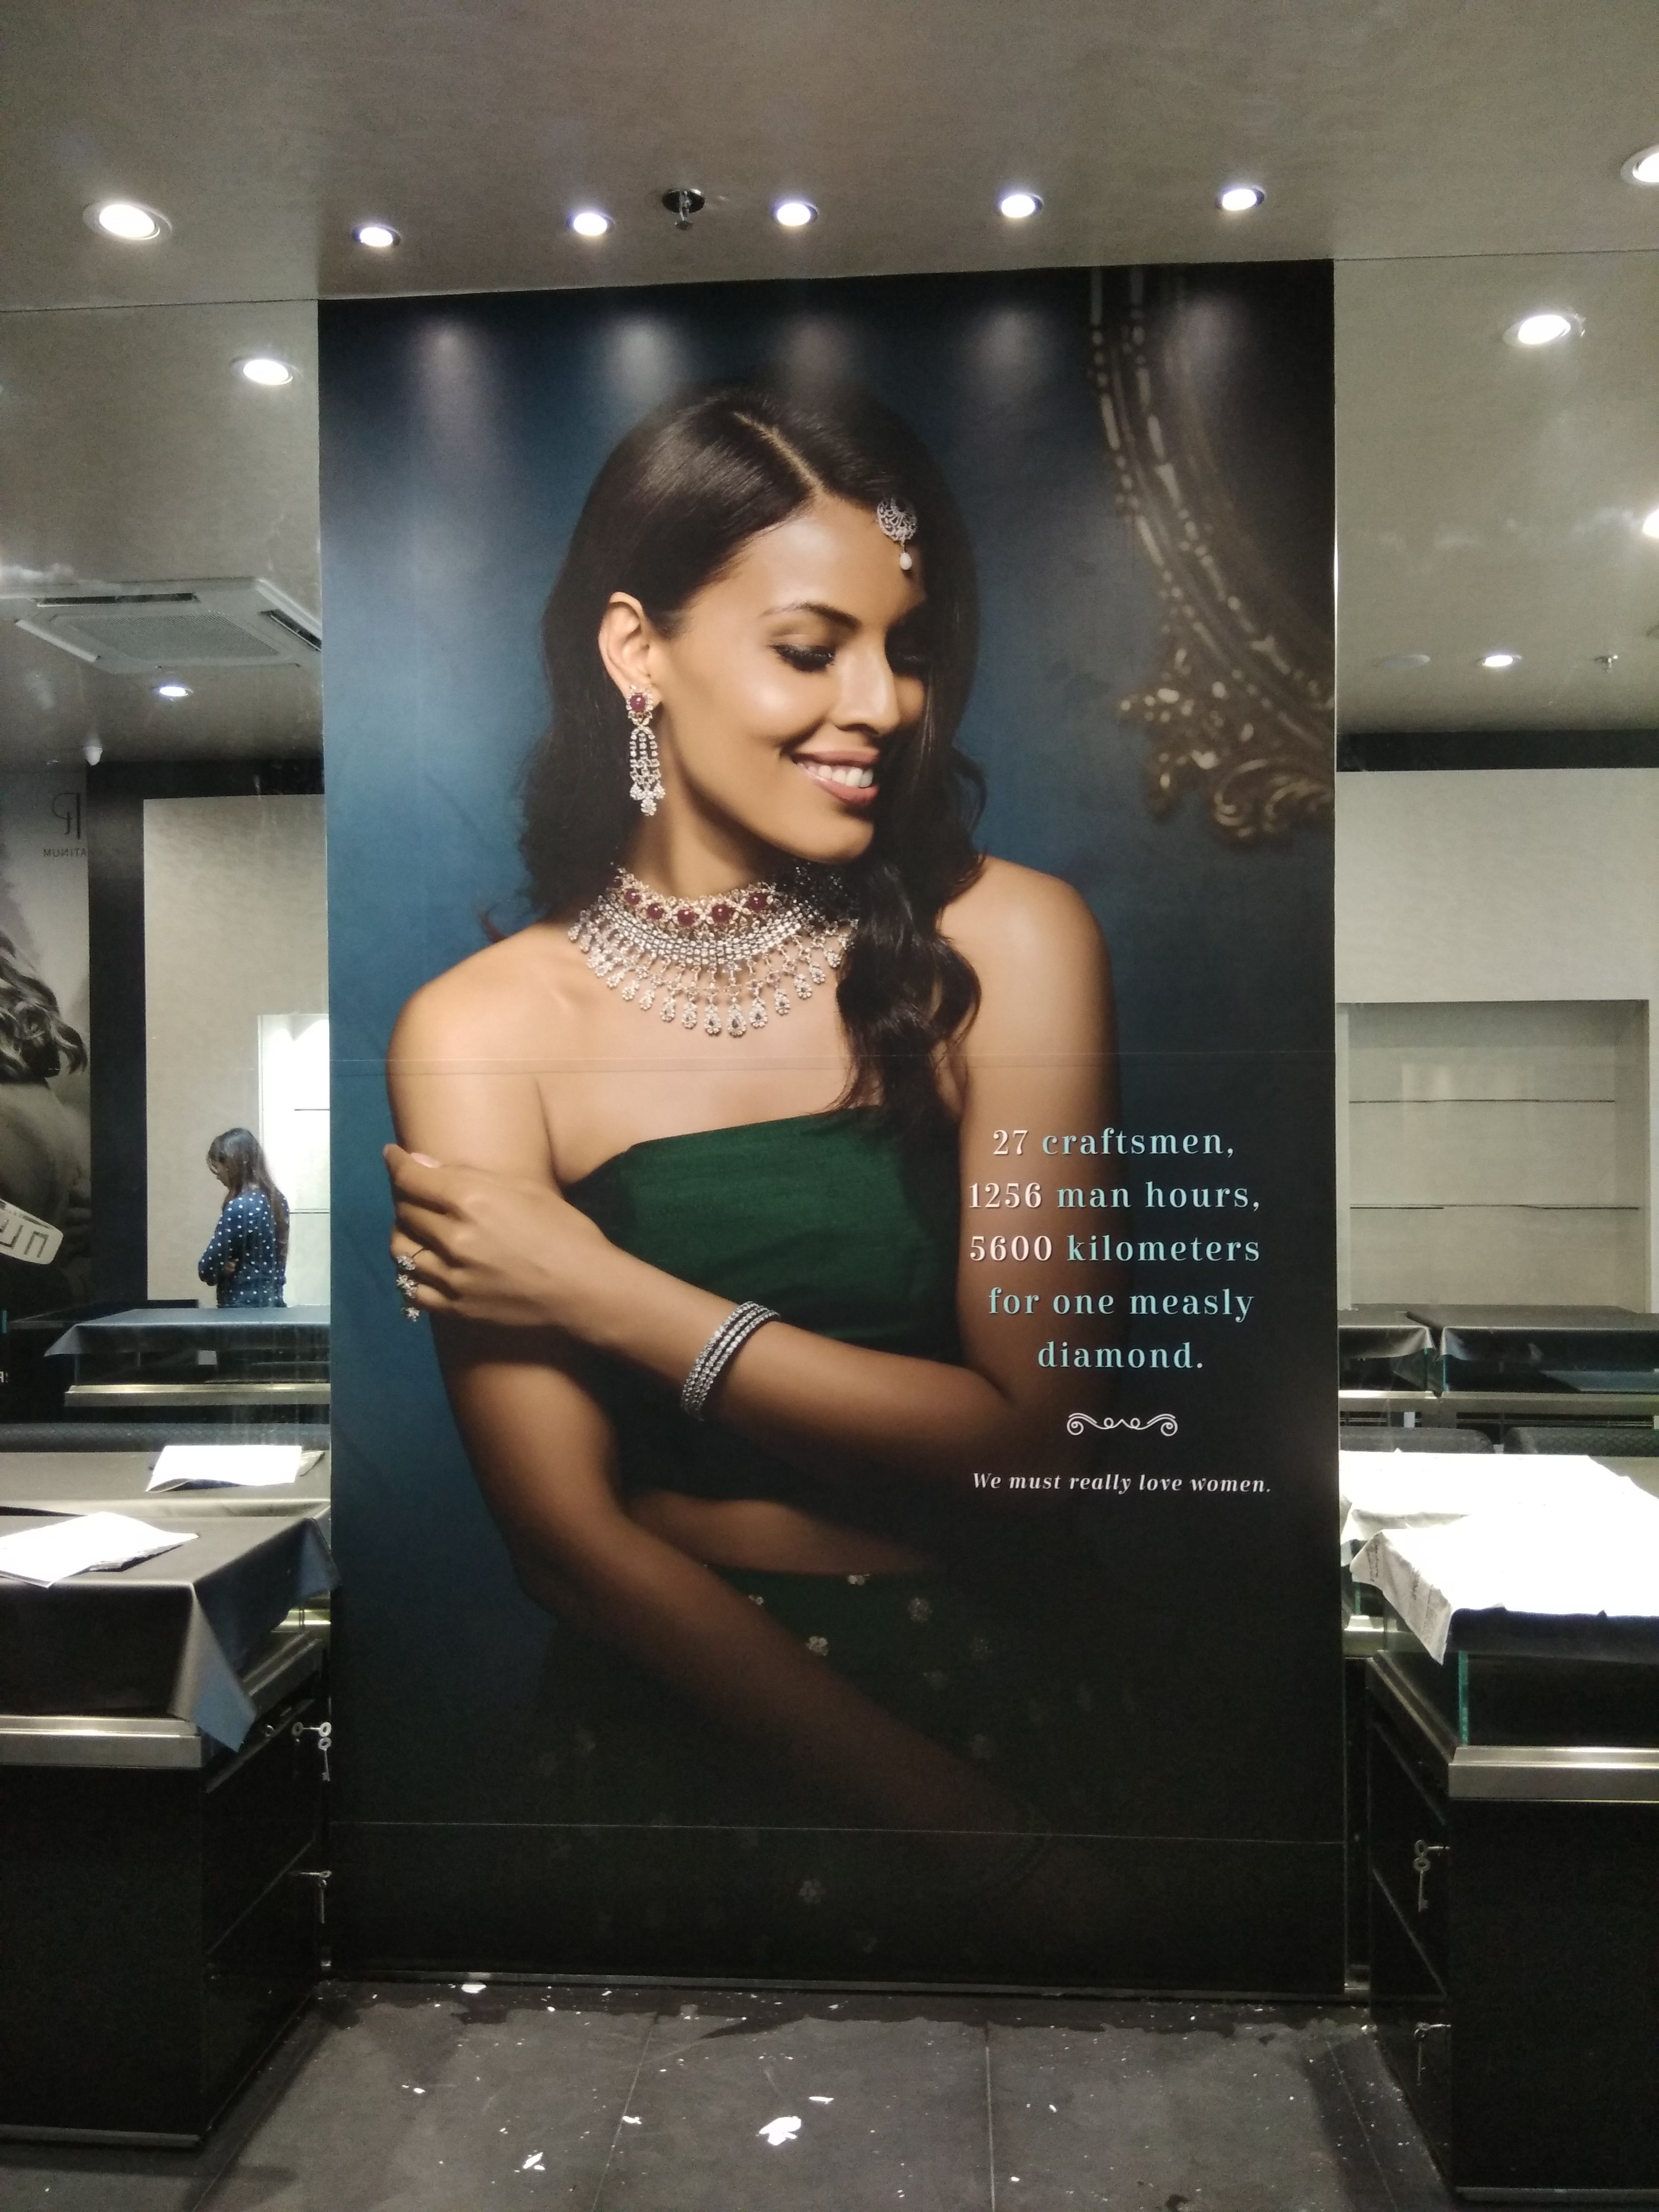 27 craftsmen,
1256 man hours,
5600 kilometers
for one measly
diamond.
We must really love women.